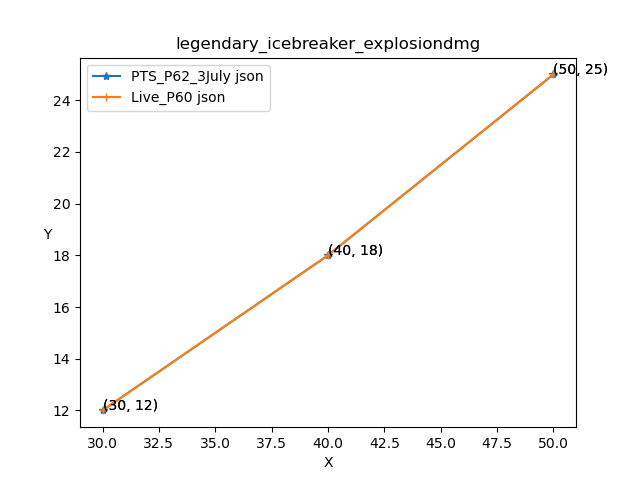 legendary_icebreaker_explosiondmg
PTS_P62_3July json
Live_P60 json
(50, 25)
(40, 18)
(30, 12)
Y
24
22
20
18
16
14
12
30.0 32.5 35.0 37.5 40.0 42.5 45.0 47.5 50.0
X